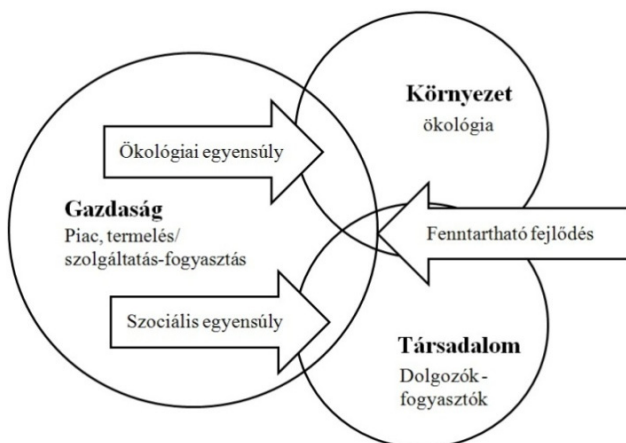 Környezet
ökológia
Ökológiai egyensúly
Gazdaság
Piac, termelés/
szolgáltatás-fogyasztás
Fenntartható fejlődés
Szociális egyensúly
Társadalom
Dolgozók-
fogyasztók